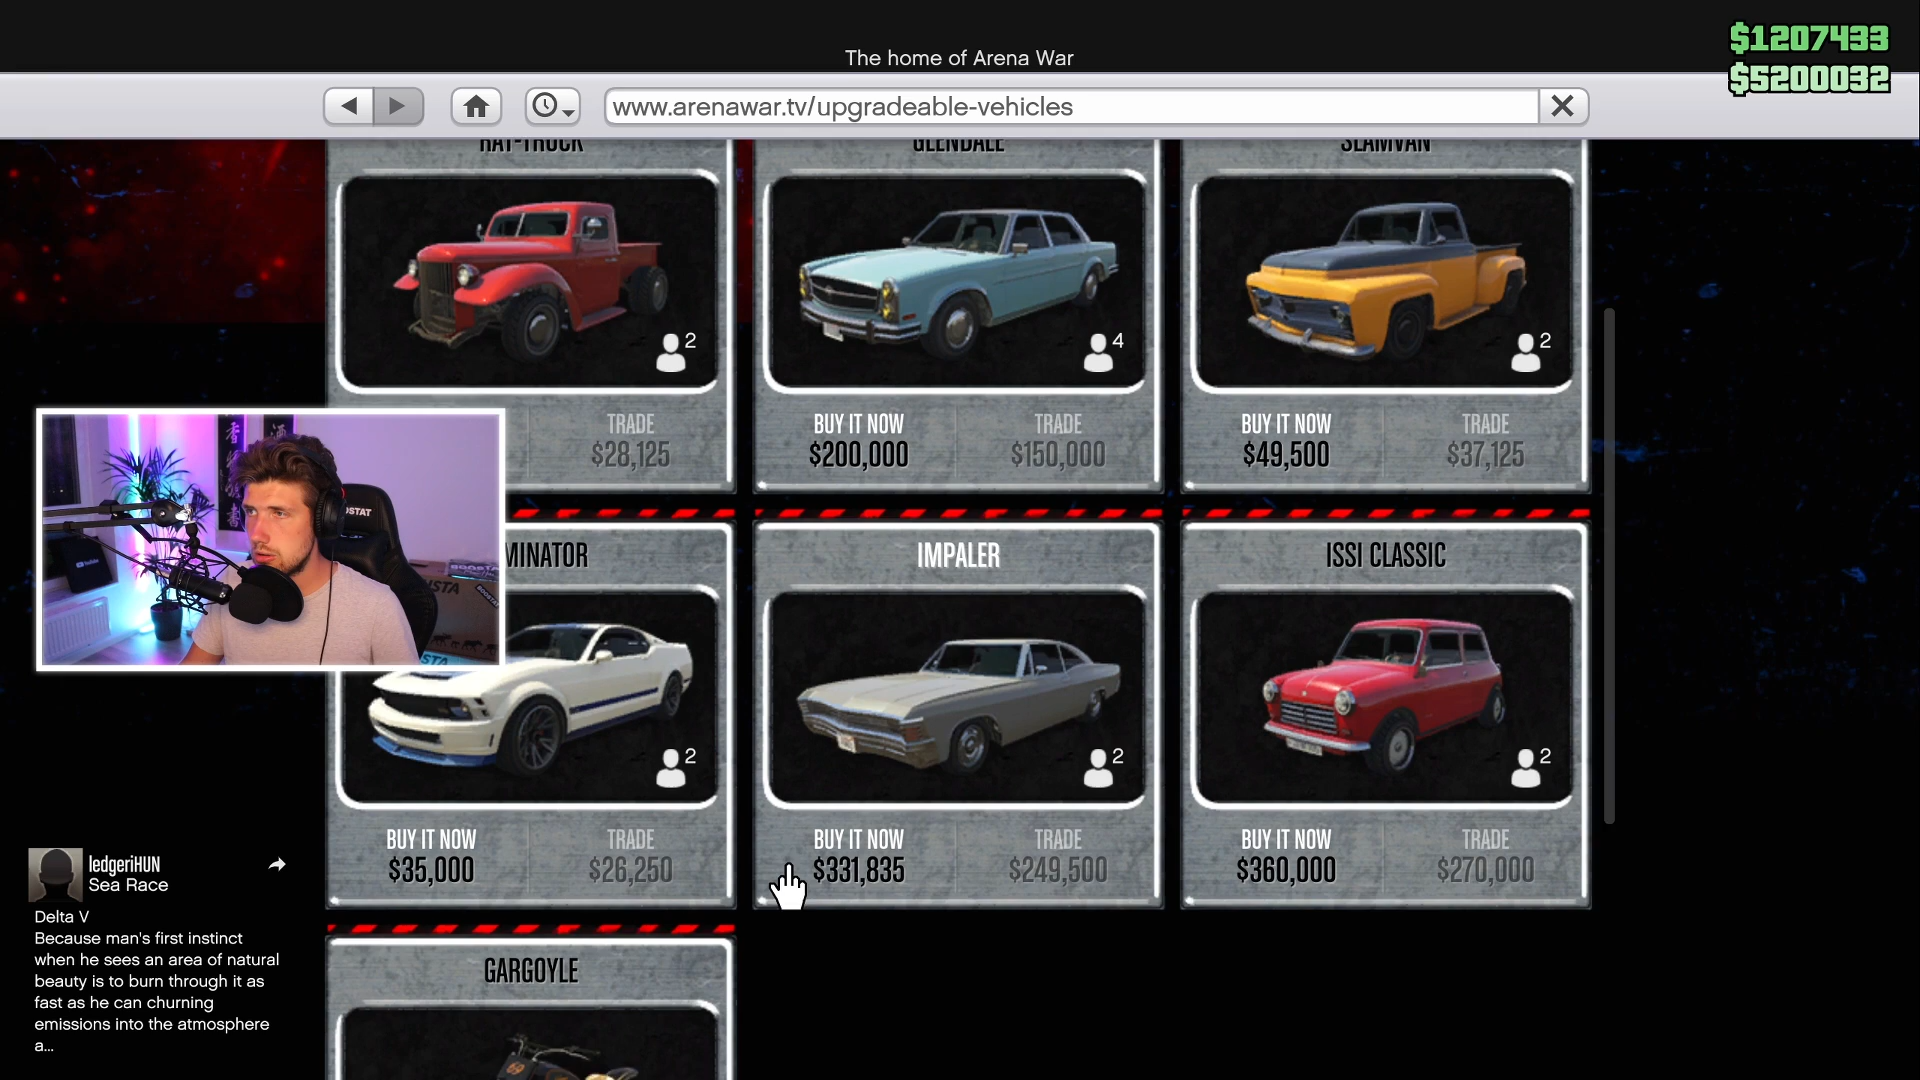 The home of Arena War
$1207433
$5200032
www.arenawar.tv/upgradeable-vehicles
RAT-TRUCK
GLENDALE
SLAMVAN
2
4
2
TRADE
$28,125
BUY IT NOW
$200,000
TRADE
$150,000
BUY IT NOW
$49,500
TRADE
$37,125
MINATOR
IMPALER
ISSI CLASSIC
2
2
2
BUY IT NOW
$35,000
TRADE
$26,250
BUY IT NOW
$331,835
TRADE
$249,500
BUY IT NOW
$360,000
TRADE
$270,000
GARGOYLE
ledgeriHUN
Sea Race
Delta V
Because man's first instinct
when he sees an area of natural
beauty is to burn through it as
fast as he can churning
emissions into the atmosphere
a...